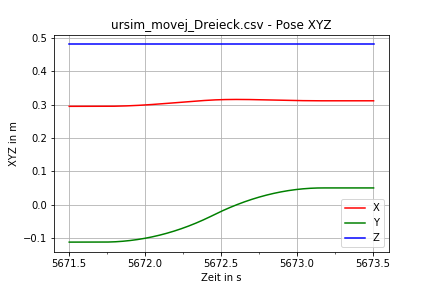 ursim_movej_Dreieck.csv - Pose XYZ
XYZ in m
0.5
0.4
0.3
0.2
0.1
0.0
−0.1
5671.5
5672.0
5672.5
5673.0
5673.5
Zeit in s
X
Y
Z